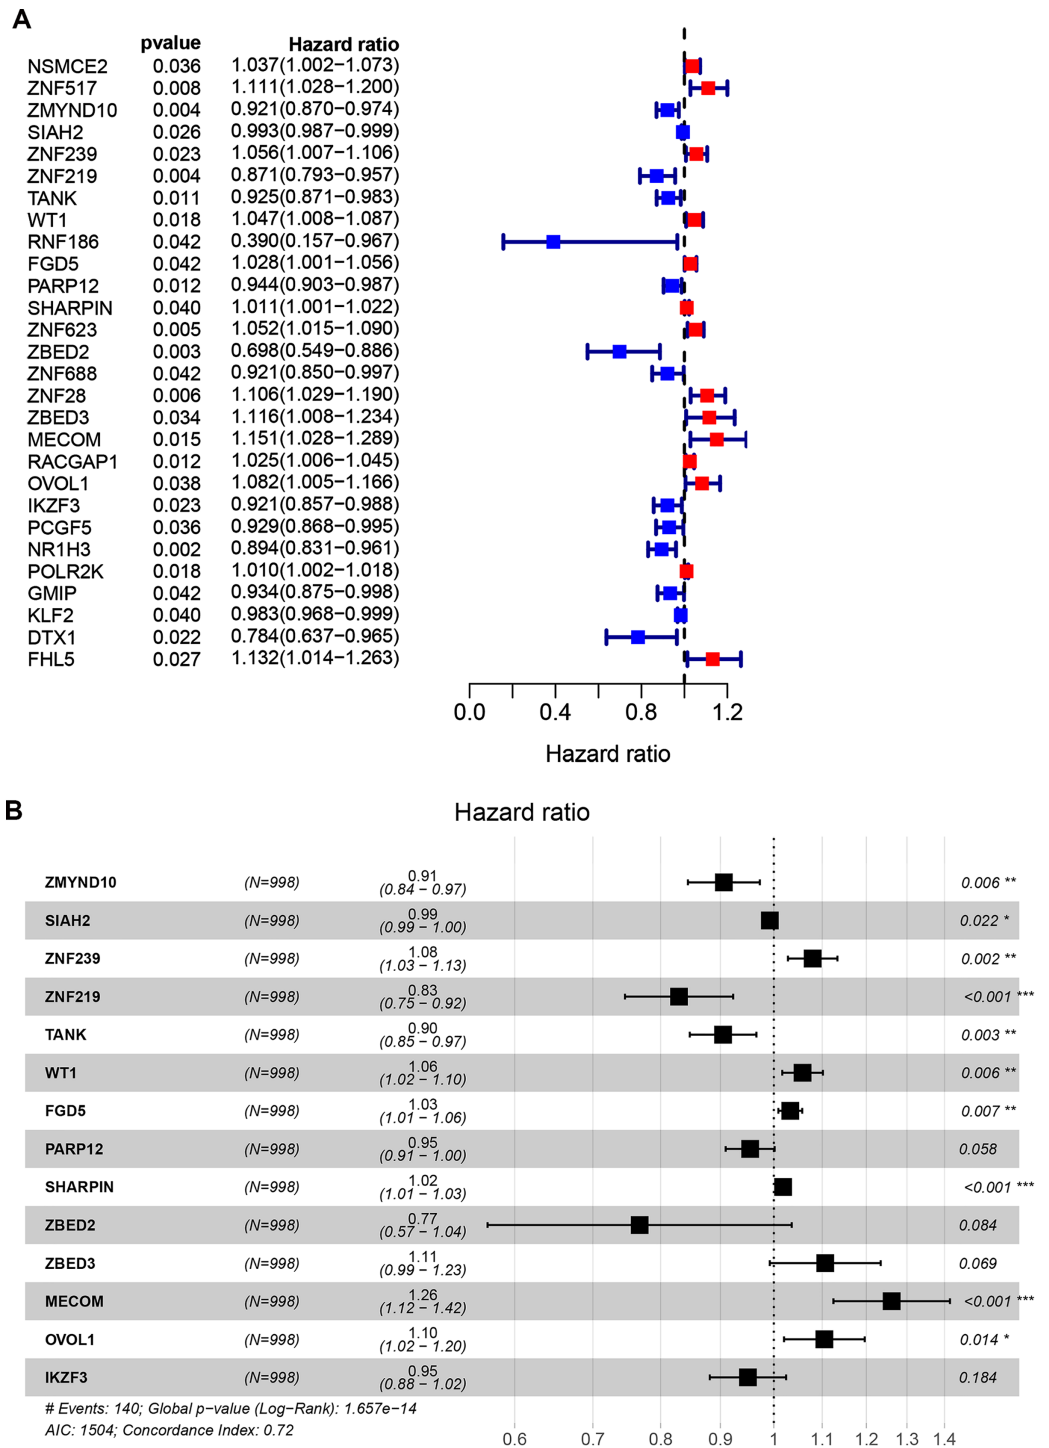 A
pvalue Hazard ratio
NSMCE2 0.036 1.037(1.002−1.073)
ZNF517 0.008 1.111(1.028−1.200)
ZMYND10 0.004 0.921(0.870−0.974)
SIAH2 0.026 0.993(0.987−0.999)
ZNF239 0.023 1.056(1.007−1.106)
ZNF219 0.004 0.871(0.793−0.957)
TANK 0.011 0.925(0.871−0.983)
WT1 0.018 1.047(1.008−1.087)
RNF186 0.042 0.390(0.157−0.967)
FGD5 0.042 1.028(1.001−1.056)
PARP12 0.012 0.944(0.903−0.987)
SHARPIN 0.040 1.011(1.001−1.022)
ZNF623 0.005 1.052(1.015−1.090)
ZBED2 0.003 0.698(0.549−0.886)
ZNF688 0.042 0.921(0.850−0.997)
ZNF28 0.006 1.106(1.029−1.190)
ZBED3 0.034 1.116(1.008−1.234)
MECOM 0.015 1.151(1.028−1.289)
RACGAP1 0.012 1.025(1.006−1.045)
OVOL1 0.038 1.082(1.005−1.166)
IKZF3 0.023 0.921(0.857−0.988)
PCGF5 0.036 0.929(0.868−0.995)
NR1H3 0.002 0.894(0.831−0.961)
POLR2K 0.018 1.010(1.002−1.018)
GMIP 0.042 0.934(0.875−0.998)
KLF2 0.040 0.983(0.968−0.999)
DTX1 0.022 0.784(0.637−0.965)
FHL5 0.027 1.132(1.014−1.263)
0.0 0.4 0.8 1.2
Hazard ratio
B
Hazard ratio
ZMYND10 (N=998) 0.91 (0.84 − 0.97) 0.006 **
SIAH2 (N=998) 0.99 (0.99 − 1.00) 0.022 *
ZNF239 (N=998) 1.08 (1.03 − 1.13) 0.002 **
ZNF219 (N=998) 0.83 (0.75 − 0.92) <0.001 ***
TANK (N=998) 0.90 (0.85 − 0.97) 0.003 **
WT1 (N=998) 1.06 (1.02 − 1.10) 0.006 **
FGD5 (N=998) 1.03 (1.01 − 1.06) 0.007 **
PARP12 (N=998) 0.95 (0.91 − 1.00) 0.058
SHARPIN (N=998) 1.02 (1.01 − 1.03) <0.001 ***
ZBED2 (N=998) 0.77 (0.57 − 1.04) 0.084
ZBED3 (N=998) 1.11 (0.99 − 1.23) 0.069
MECOM (N=998) 1.26 (1.12 − 1.42) <0.001 ***
OVOL1 (N=998) 1.10 (1.02 − 1.20) 0.014 *
IKZF3 (N=998) 0.95 (0.88 − 1.02) 0.184
# Events: 140; Global p−value (Log−Rank): 1.657e−14
AIC: 1504; Concordance Index: 0.72
0.6 0.7 0.8 0.9 1 1.1 1.2 1.3 1.4